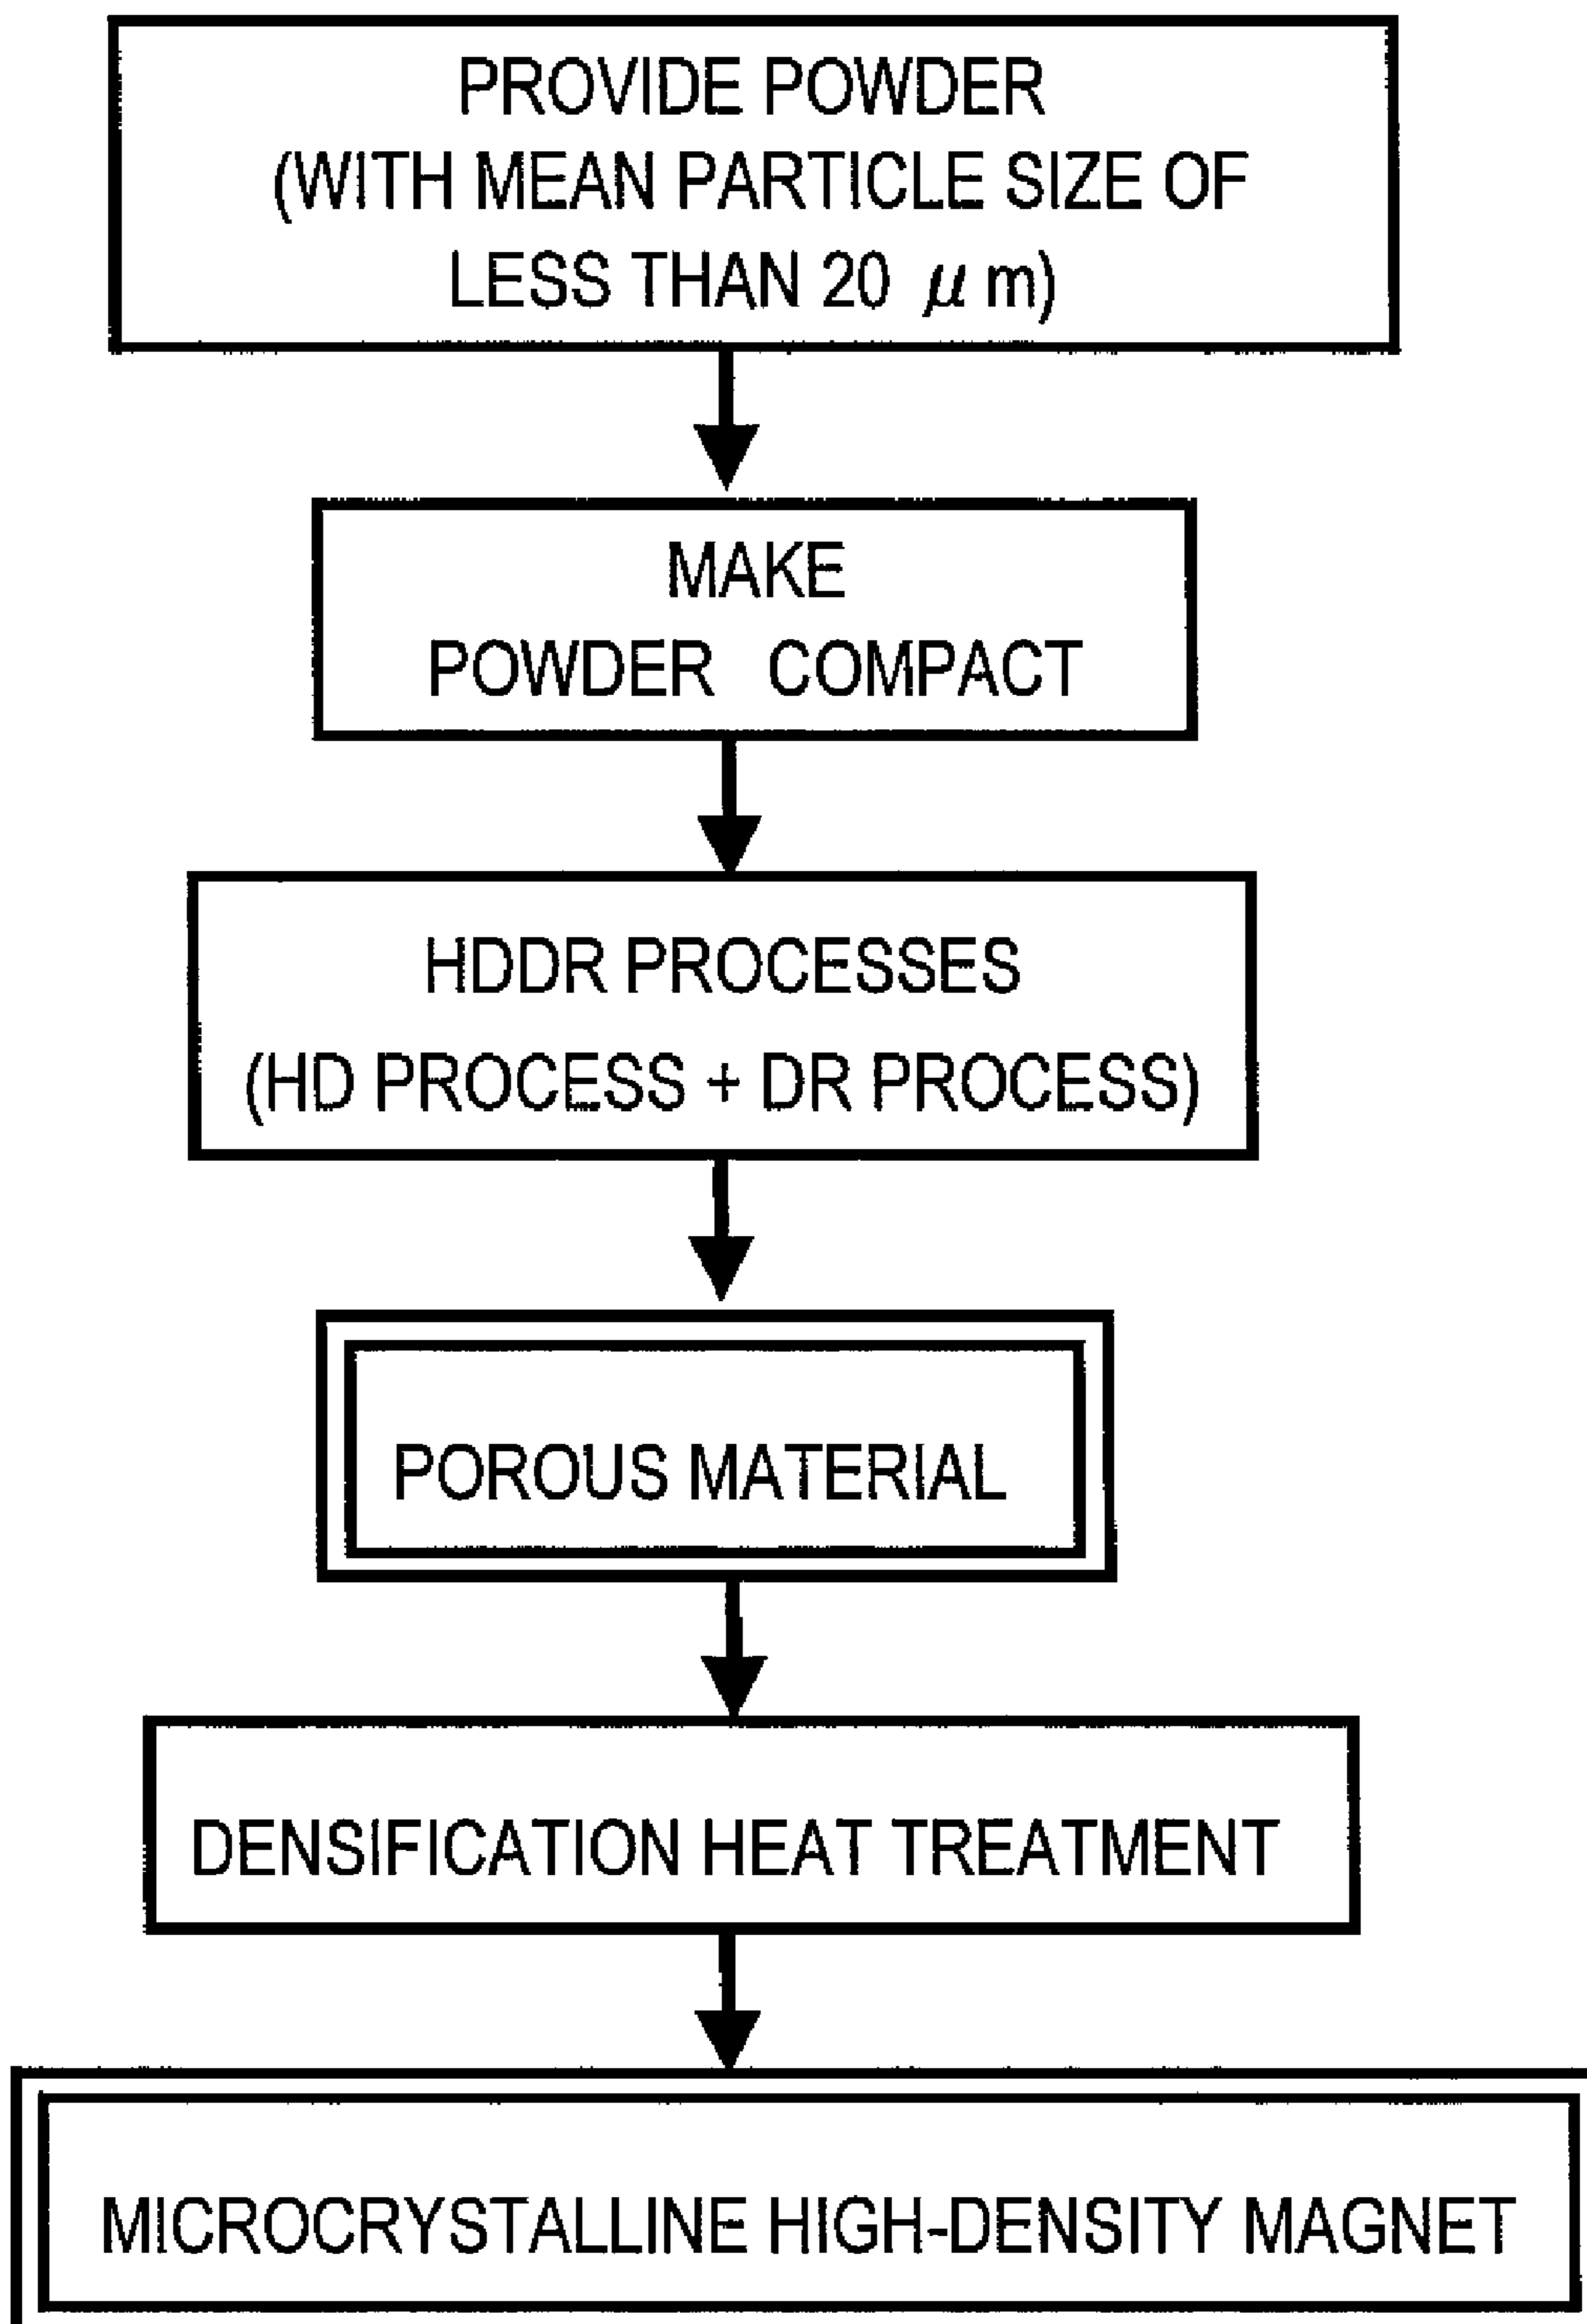 PROVIDE POWDER
(WITH MEAN PARTICLE SIZE OF
LESS THAN 20 μm)
MAKE
POWDER COMPACT
HDDR PROCESSES
(HD PROCESS + DR PROCESS)
POROUS MATERIAL
DENSIFICATION HEAT TREATMENT
MICROCRYSTALLINE HIGH-DENSITY MAGNET